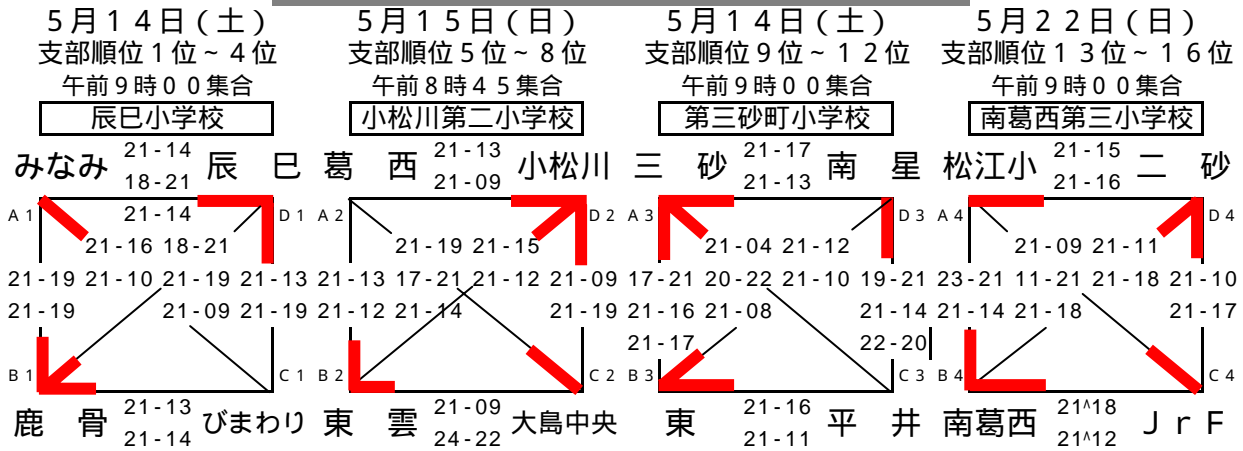 5月14日(土) 5月15日(日) 5月14日(土) 5月22日(日)
支部順位1位~4位 支部順位5位~8位 支部順位9位~12位 支部順位13位~16位
午前9時00集合 午前8時45集合 午前9時00集合 午前9時00集合
辰巳小学校 小松川第二小学校 第三砂町小学校 南葛西第三小学校
みなみ 21-14 辰 巳 葛 西 21-13 小松川 三 砂 21-17 南 星 松江小 21-15 二 砂
18-21 21-09 21-13 21-16
A1 21-14 D1 A2 D2 A3 D3 A4 D4
21-16 18-21 21-19 21-15 21-04 21-12 21-09 21-11
21-19 21-10 21-19 21-13 21-13 17-21 21-12 21-09 17-21 20-22 21-10 19-21 23-21 11-21 21-18 21-10
21-19 21-09 21-19 21-12 21-14 21-19 21-16 21-08 21-14 21-14 21-18 21-17
21-17 22-20
B1 C1 B2 C2 B3 C3 B4 C4
鹿 骨 21-13 びまわり 東 雲 21-09 大島中央 東 21-16 平 井 南葛西 21^18 JrF
21-14 24-22 21-11 21^12